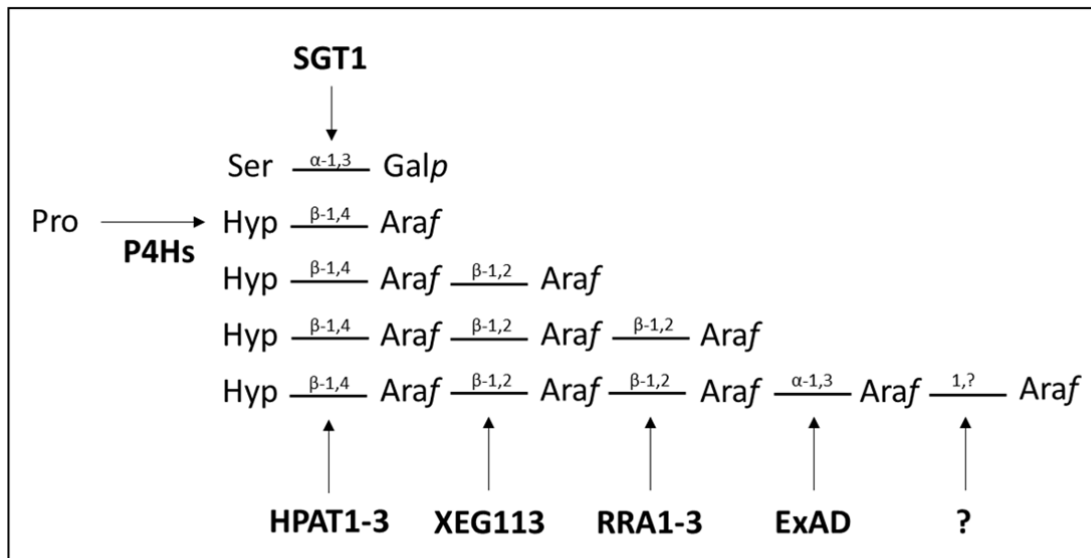 SGT1
Ser α-1,3 Galp
Pro Hyp β-1,4 Araf
P4Hs
Hyp β-1,4 Araf β-1,2 Araf
Hyp β-1,4 Araf β-1,2 Araf β-1,2 Araf
Hyp β-1,4 Araf β-1,2 Araf β-1,2 Araf α-1,3 Araf 1,? Araf
HPAT1-3 XEG113 RRA1-3 ExAD ?